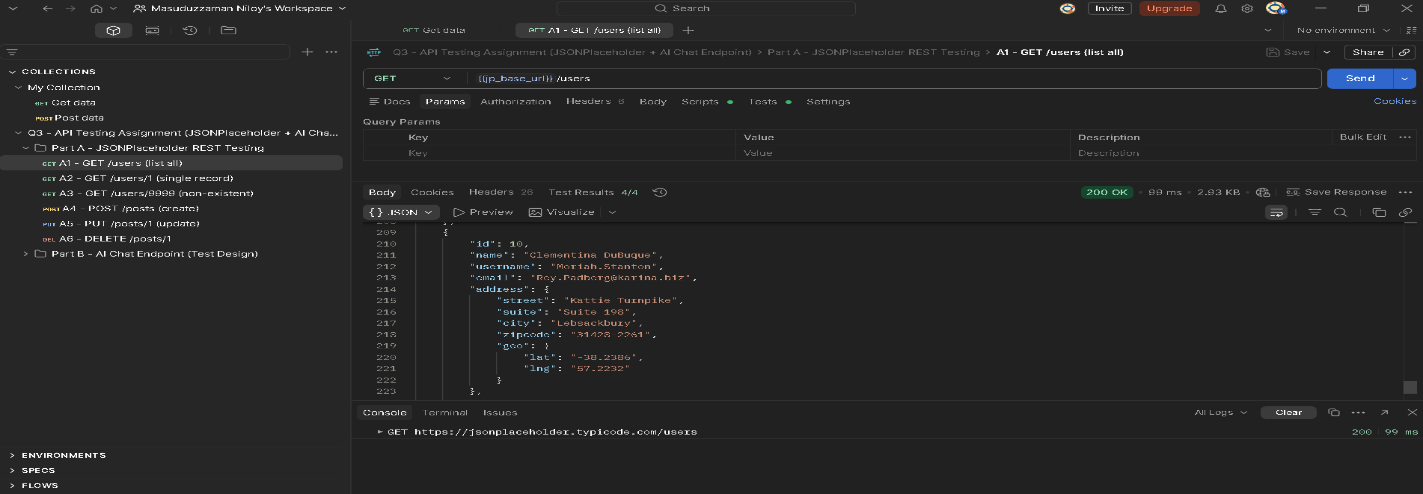 Masuduzzaman Niloy's Workspace
Search
Invite
Upgrade
GET Get data
GET A1 - GET /users (list all)
No environment
COLLECTIONS
My Collection
GET Get data
POST Post data
Q3 - API Testing Assignment (JSONPlaceholder + AI Cha...
Part A - JSONPlaceholder REST Testing
GET A1 - GET /users (list all)
GET A2 - GET /users/1 (single record)
GET A3 - GET /users/9999 (non-existent)
POST A4 - POST /posts (create)
PUT A5 - PUT /posts/1 (update)
DEL A6 - DELETE /posts/1
Part B - AI Chat Endpoint (Test Design)
ENVIRONMENTS
SPECS
FLOWS
Q3 - API Testing Assignment (JSONPlaceholder + AI Chat Endpoint) > Part A - JSONPlaceholder REST Testing > A1 - GET /users (list all)
Save
Share
GET
{{jp_base_url}} /users
Send
Docs Params Authorization Headers 6 Body Scripts Tests Settings
Cookies
Query Params
Key Value Description Bulk Edit
Key Value Description
Body Cookies Headers 26 Test Results 4/4
200 OK • 99 ms • 2.93 KB
Save Response
{} JSON Preview Visualize
209 {
210 "id": 10,
211 "name": "Clementina DuBuque",
212 "username": "Moriah.Stanton",
213 "email": "Rey.Padberg@karina.biz",
214 "address": {
215 "street": "Kattie Turnpike",
216 "suite": "Suite 198",
217 "city": "Lebsackbury",
218 "zipcode": "31428-2261",
219 "geo": {
220 "lat": "-38.2386",
221 "lng": "57.2232"
222 }
223 },
Console Terminal Issues
All Logs
Clear
GET https://jsonplaceholder.typicode.com/users
200 99 ms